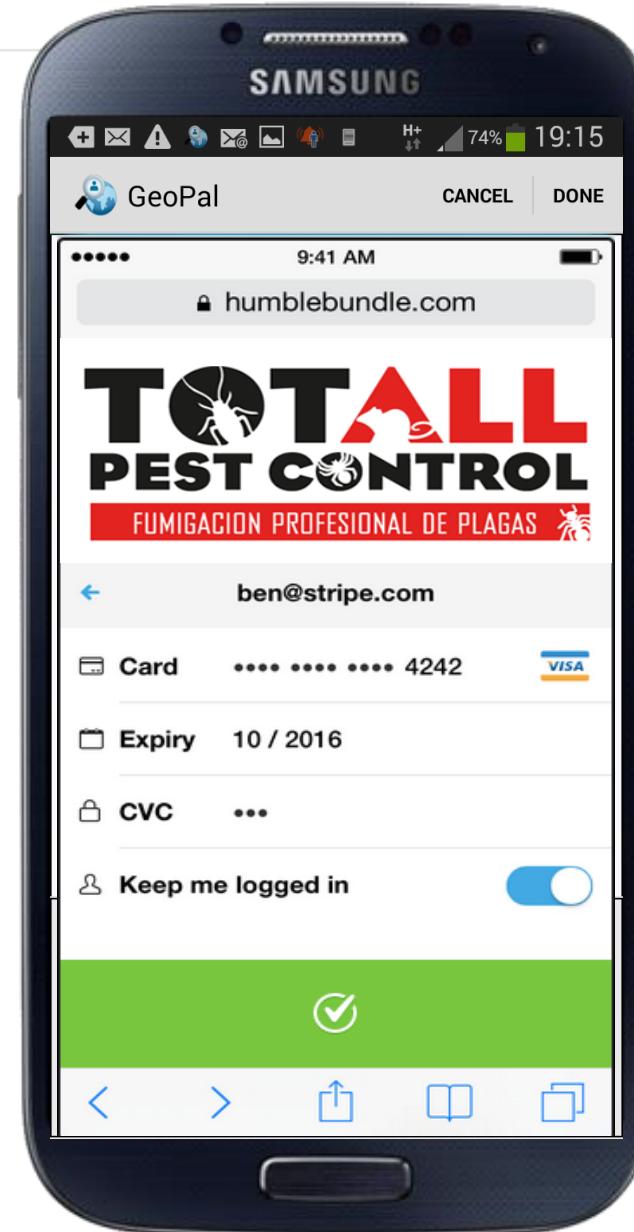 SAMSUNG
H+ 74% 19:15
GeoPal CANCEL DONE
9:41 AM
humblebundle.com
TOTALL
PEST CONTROL
FUMIGACION PROFESIONAL DE PLAGAS
ben@stripe.com
Card •••• •••• •••• 4242 VISA
Expiry 10 / 2016
CVC •••
Keep me logged in